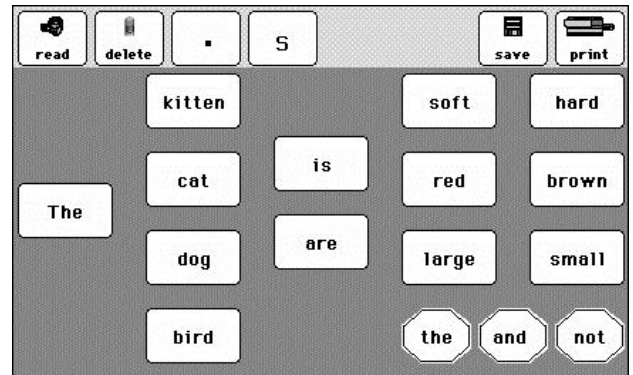 read delete . S save print
kitten soft hard
is
cat red brown
The
are
dog large small
bird the and not